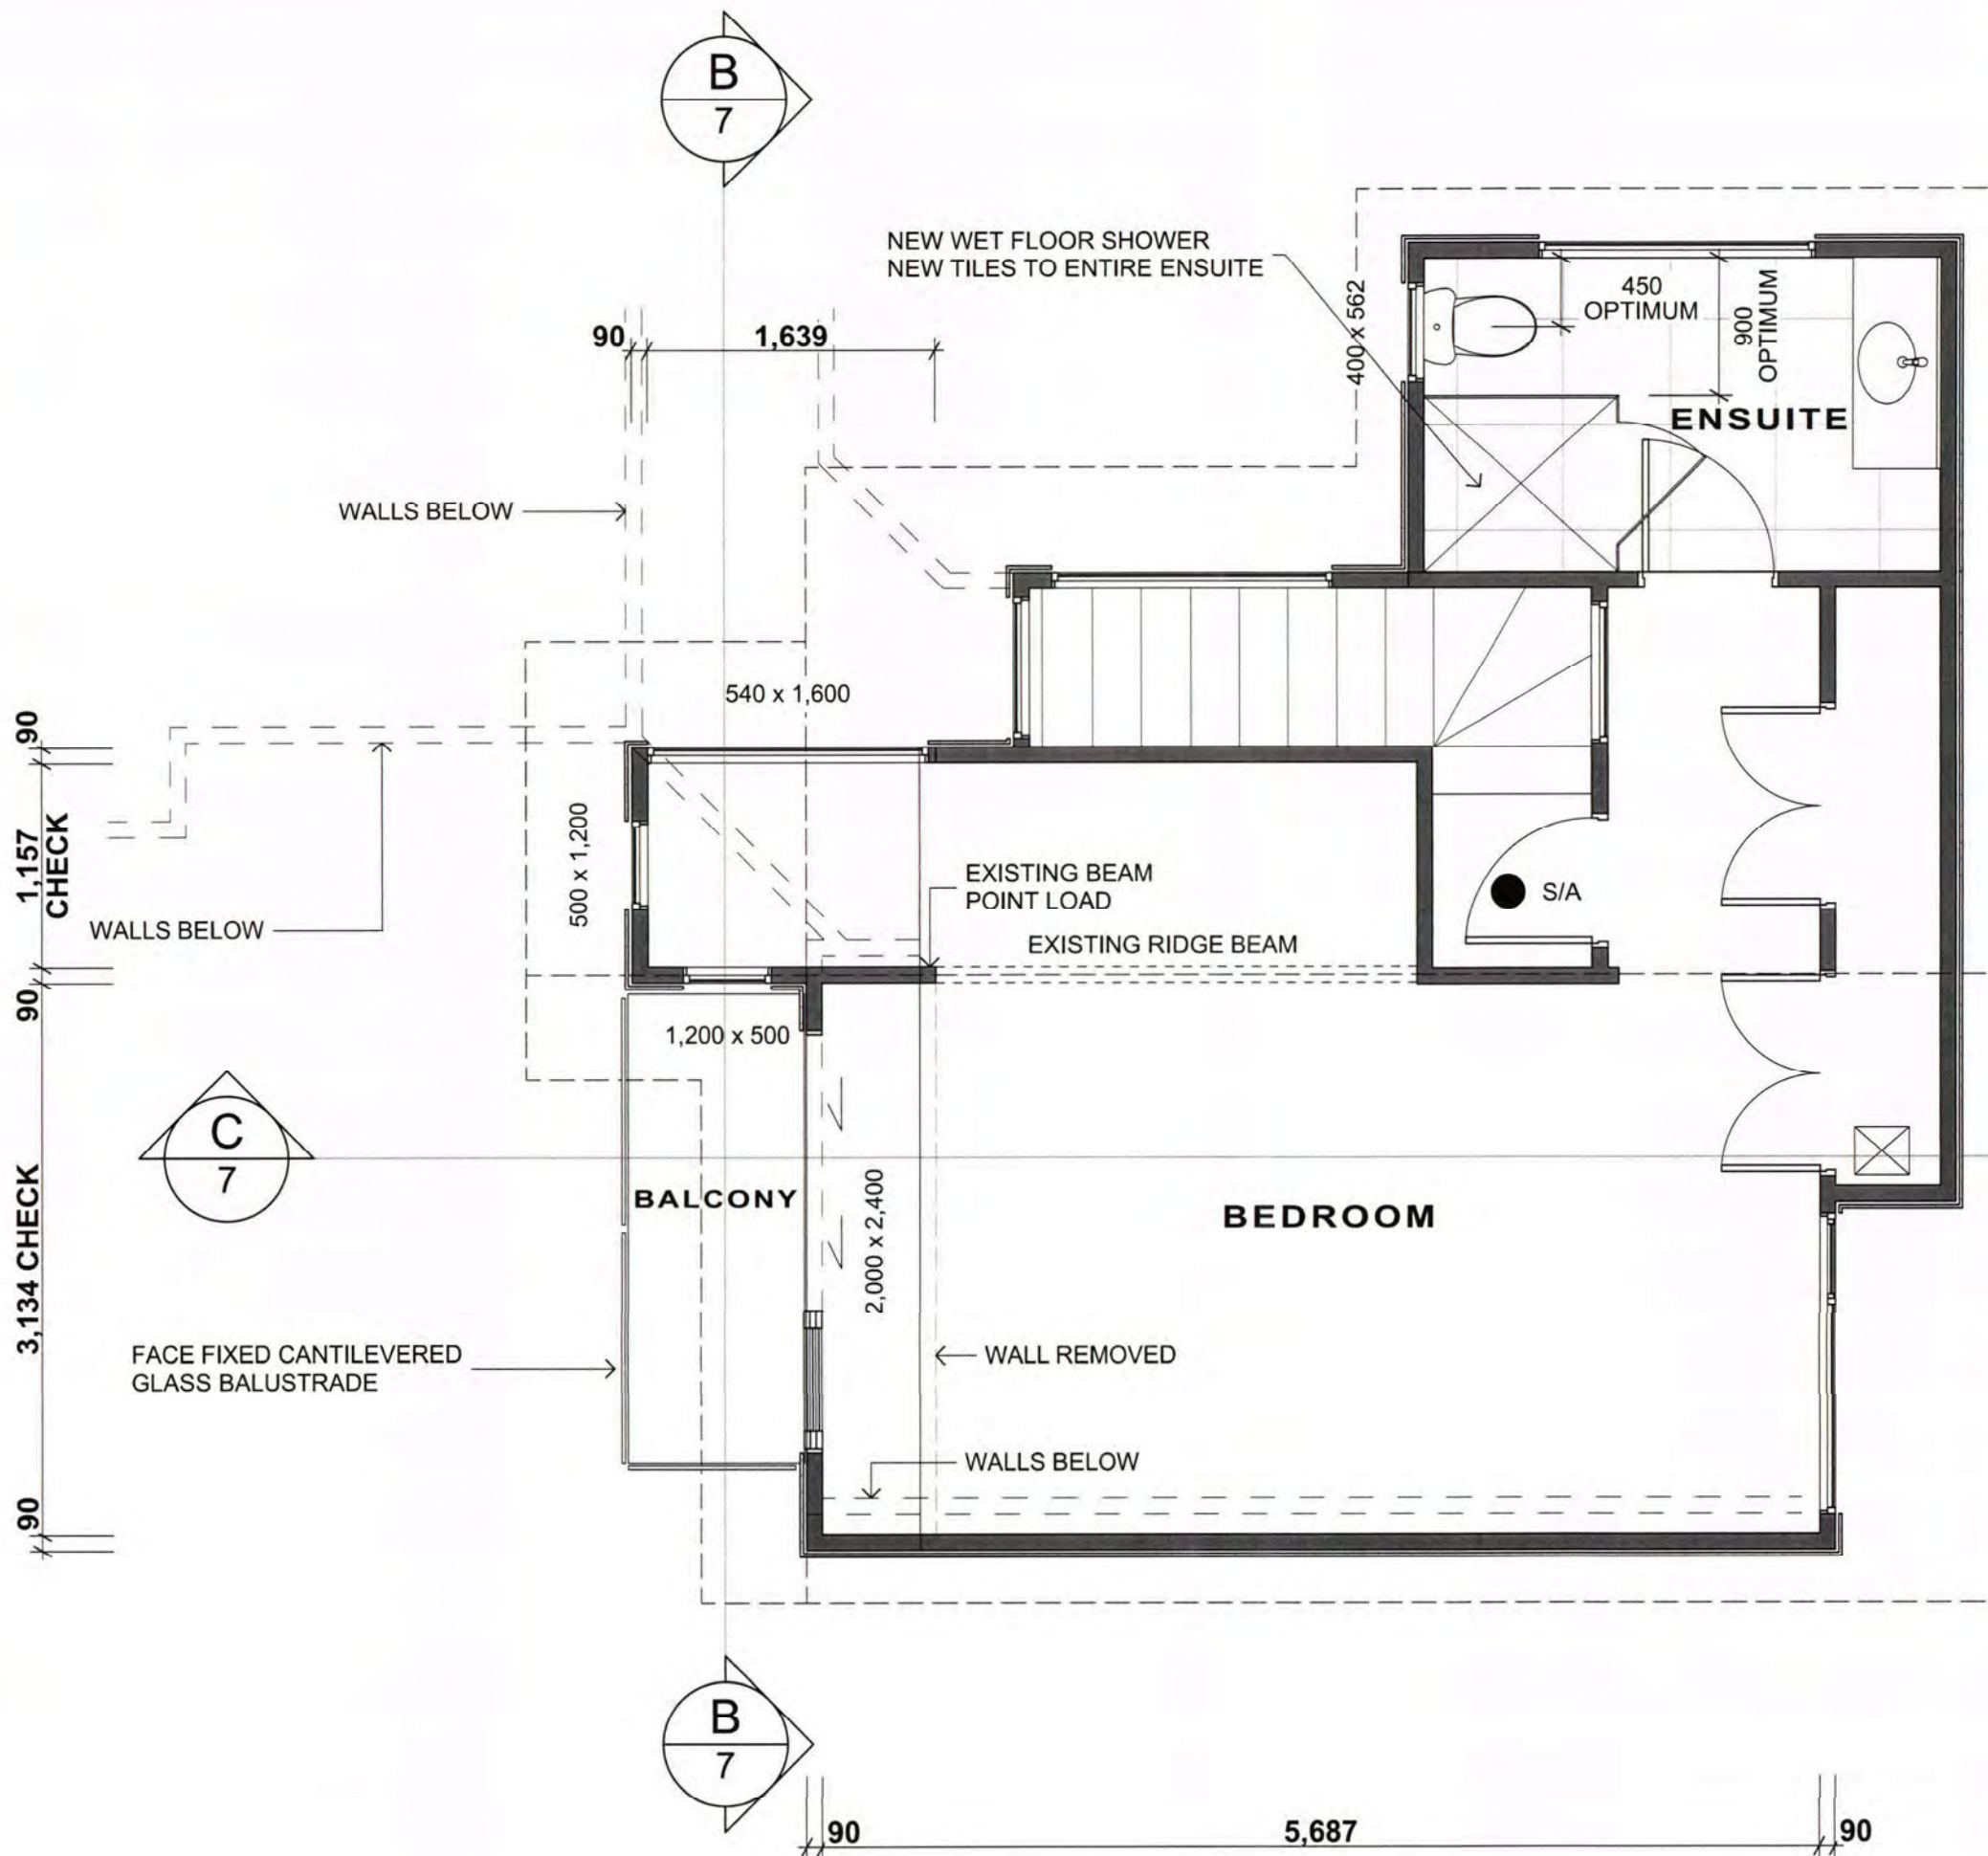 B
7
NEW WET FLOOR SHOWER
NEW TILES TO ENTIRE ENSUITE
400 x 562
450
OPTIMUM
900
OPTIMUM
90
1,639
ENSUITE
WALLS BELOW
540 x 1,600
90
1,157
CHECK
500 x 1,200
EXISTING BEAM
POINT LOAD
S/A
WALLS BELOW
EXISTING RIDGE BEAM
90
1,200 x 500
C
7
3,134 CHECK
BALCONY
2,000 x 2,400
BEDROOM
FACE FIXED CANTILEVERED
GLASS BALUSTRADE
WALL REMOVED
WALLS BELOW
90
B
7
90
5,687
90